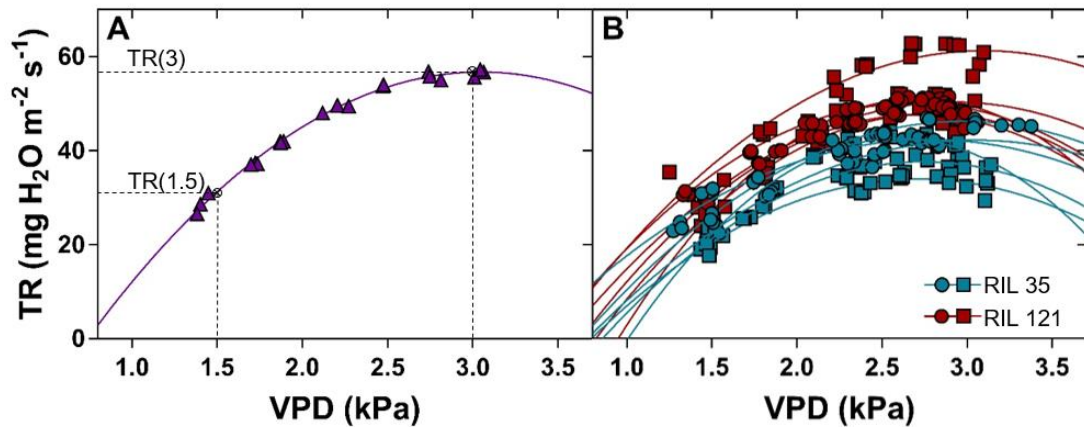 A
B
TR (mg H₂O m⁻² s⁻¹)
60
40
20
0
TR(3)
TR(1.5)
1.0 1.5 2.0 2.5 3.0 3.5
1.0 1.5 2.0 2.5 3.0 3.5
VPD (kPa)
VPD (kPa)
RIL 35
RIL 121